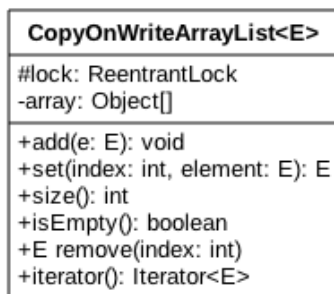 CopyOnWriteArrayList<E>
#lock: ReentrantLock
-array: Object[]
+add(e: E): void
+set(index: int, element: E): E
+size(): int
+isEmpty(): boolean
+E remove(index: int)
+iterator(): Iterator<E>